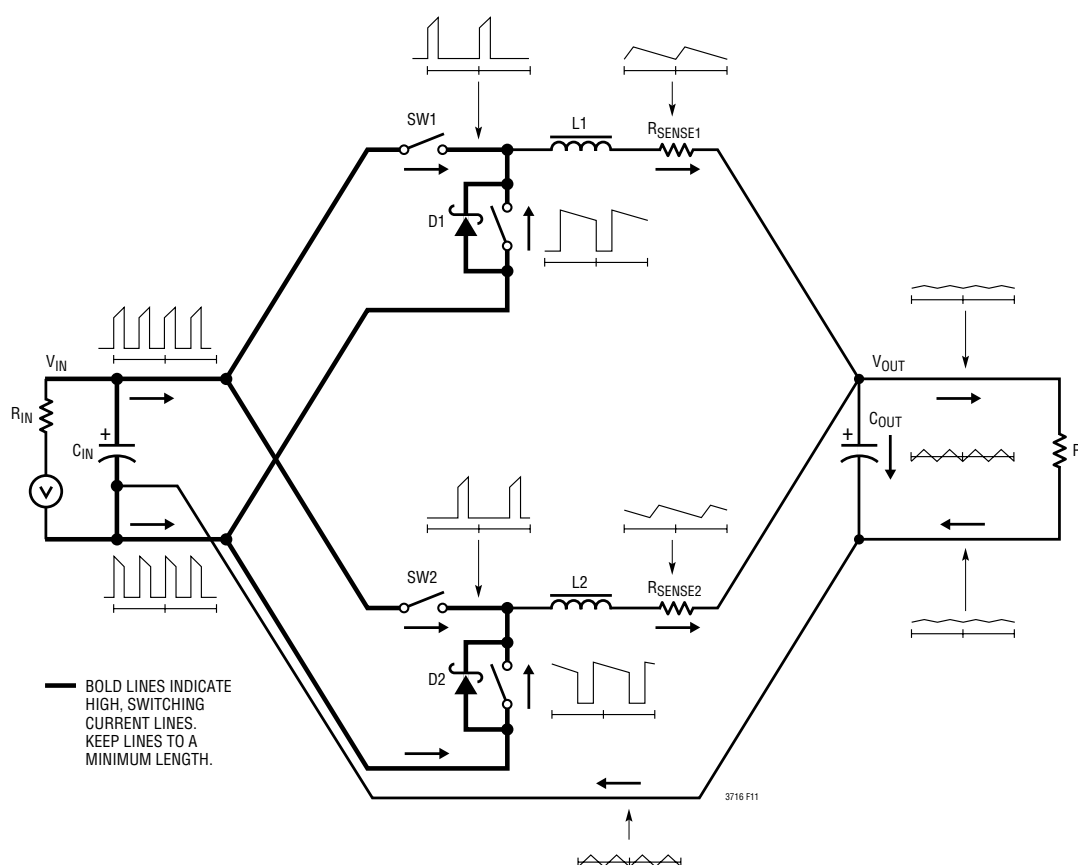 SW1
L1
RSENSE1
D1
VIN
VOUT
RIN
+
CIN
+
COUT
V
SW2
L2
RSENSE2
D2
BOLD LINES INDICATE
HIGH, SWITCHING
CURRENT LINES.
KEEP LINES TO A
MINIMUM LENGTH.
3716 F11